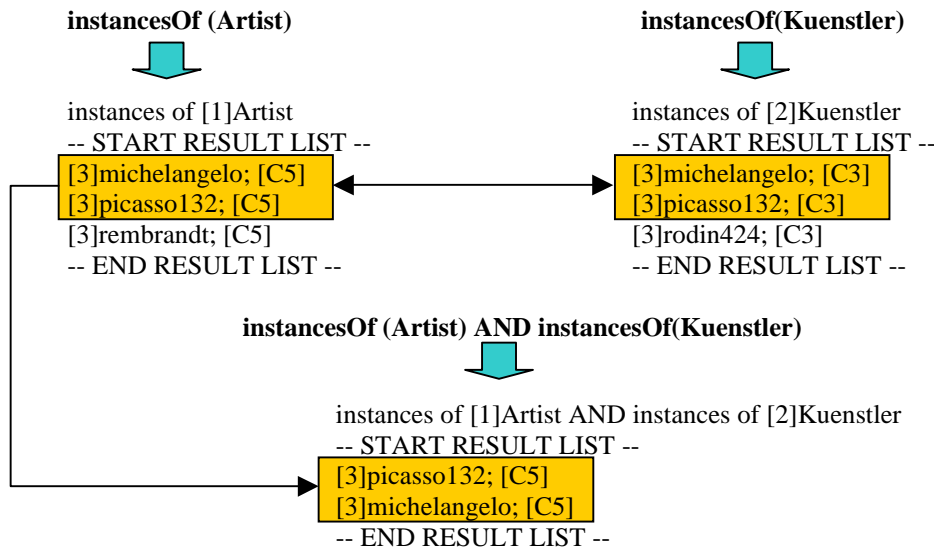 instancesOf (Artist)
instances of [1]Artist
-- START RESULT LIST --
[3]michelangelo; [C5]
[3]picasso132; [C5]
[3]rembrandt; [C5]
-- END RESULT LIST --
instancesOf(Kuenstler)
instances of [2]Kuenstler
-- START RESULT LIST --
[3]michelangelo; [C3]
[3]picasso132; [C3]
[3]rodin424; [C3]
-- END RESULT LIST --
instancesOf (Artist) AND instancesOf(Kuenstler)
instances of [1]Artist AND instances of [2]Kuenstler
-- START RESULT LIST --
[3]picasso132; [C5]
[3]michelangelo; [C5]
-- END RESULT LIST --